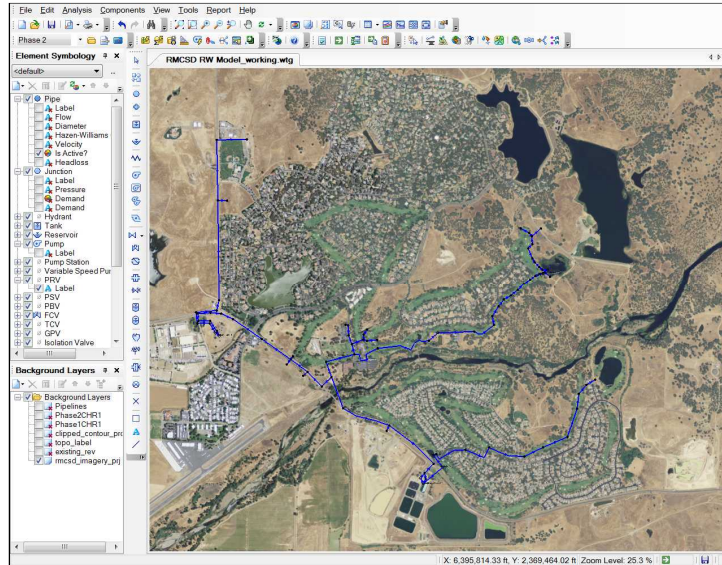 File Edit Analysis Components View Tools Report Help
Phase 2
Element Symbology
<default>
Pipe
Label
Flow
Diameter
Hazen-Williams
Velocity
Is Active?
Headloss
Junction
Label
Pressure
Demand
Demand
Hydrant
Tank
Reservoir
Pump
Label
Pump Station
Variable Speed Pu
PRV
Label
PSV
PBV
FCV
TCV
GPV
Isolation Valve
Background Layers
Background Layers
Pipelines
Phase2CHR1
Phase1CHR1
clipped_contour_pro
topo_label
existing_rev
rmcsd_imagery_prj
RMCSD RW Model_working.wtg
X: 6,395,814.33 ft, Y: 2,369,464.02 ft Zoom Level: 25.3 %